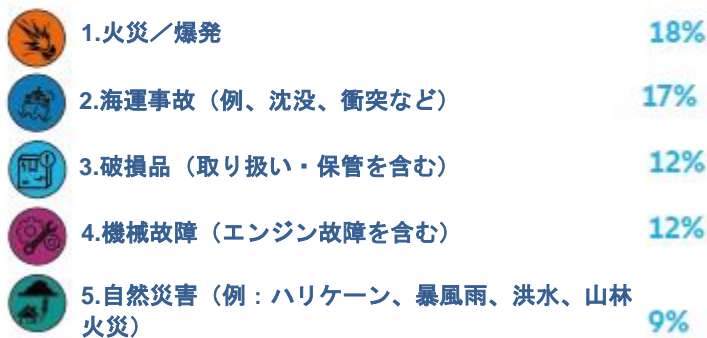 1.火災／爆発 18%
2.海運事故（例、沈没、衝突など） 17%
3.破損品（取り扱い・保管を含む） 12%
4.機械故障（エンジン故障を含む） 12%
5.自然災害（例：ハリケーン、暴風雨、洪水、山林
火災） 9%